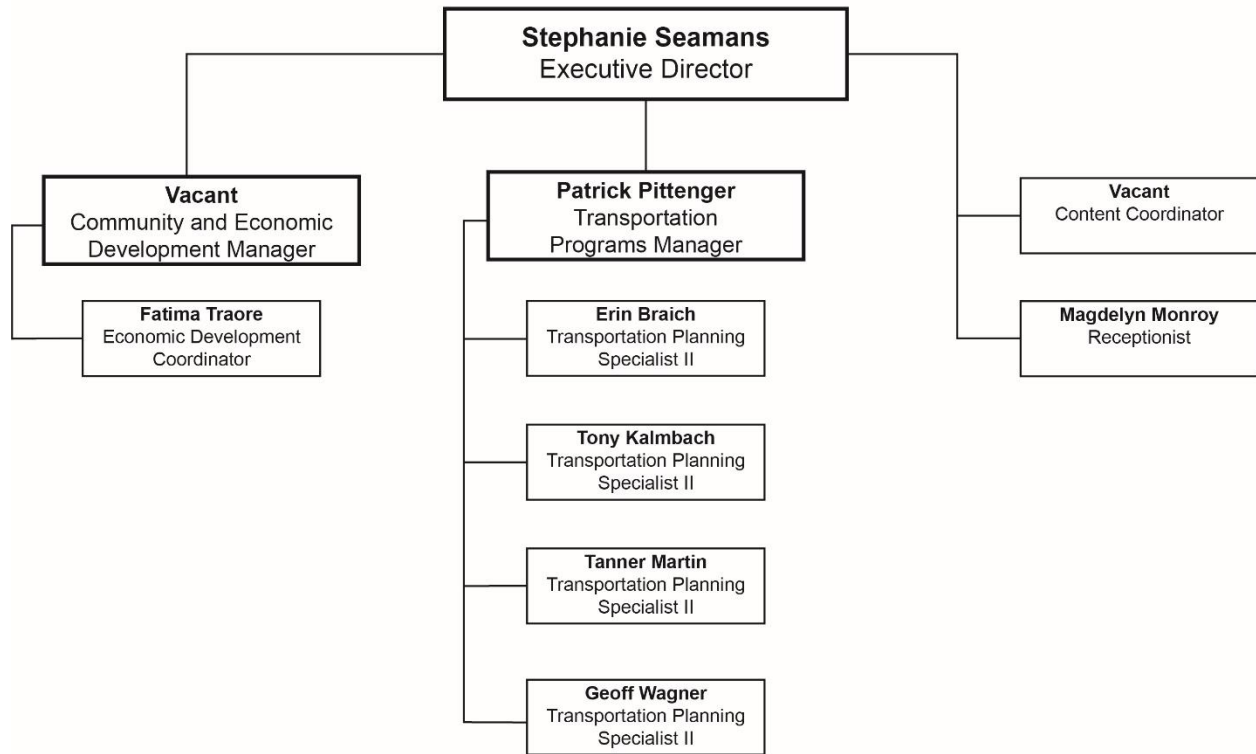 Stephanie Seamans
Executive Director
Vacant
Community and Economic
Development Manager
Fatima Traore
Economic Development
Coordinator
Patrick Pittenger
Transportation
Programs Manager
Erin Braich
Transportation Planning
Specialist II
Tony Kalmbach
Transportation Planning
Specialist II
Tanner Martin
Transportation Planning
Specialist II
Geoff Wagner
Transportation Planning
Specialist II
Vacant
Content Coordinator
Magdelyn Monroy
Receptionist